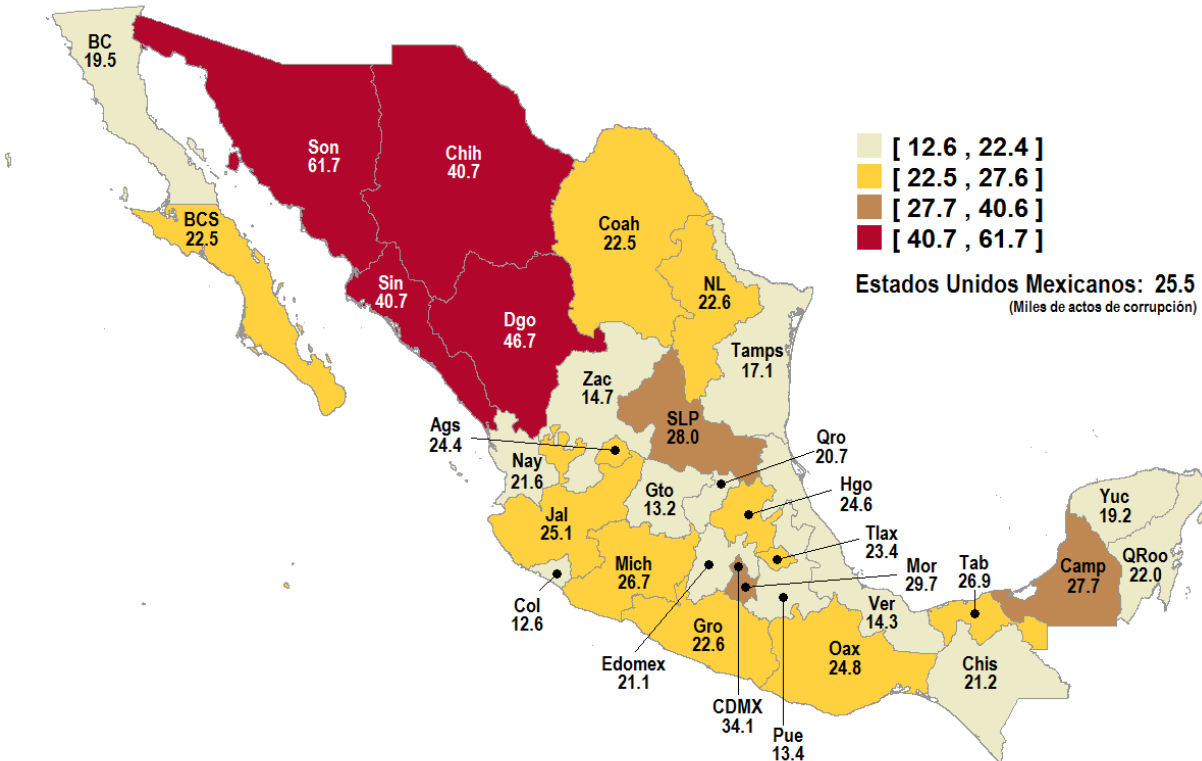 BC
19.5
Son
61.7
Chih
40.7
BCS
22.5
Coah
22.5
Sin
40.7
NL
22.6
Dgo
46.7
Tamps
17.1
Zac
14.7
SLP
28.0
Ags
24.4
Nay
21.6
Gto
13.2
Qro
20.7
Hgo
24.6
Jal
25.1
Mich
26.7
Tlax
23.4
Mor
29.7
Tab
26.9
Yuc
19.2
QRoo
22.0
Camp
27.7
Col
12.6
Edomex
21.1
Gro
22.6
CDMX
34.1
Pue
13.4
Ver
14.3
Oax
24.8
Chis
21.2
[ 12.6 , 22.4 ]
[ 22.5 , 27.6 ]
[ 27.7 , 40.6 ]
[ 40.7 , 61.7 ]
Estados Unidos Mexicanos: 25.5
(Miles de actos de corrupción)